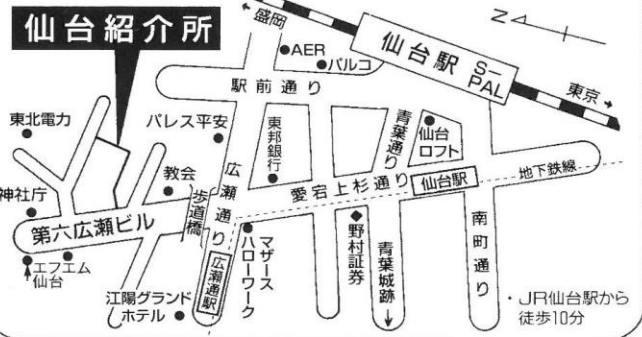 仙台紹介所
盛岡
AER
パルコ
仙台駅
S-PAL
東京
N
駅前通り
東北電力
パレス平安
東邦銀行
青葉通り
仙台
ロフト
教会
広瀬通り
愛宕上杉通り
仙台駅
地下鉄線
神社庁
第六広瀬ビル
歩道橋
エフエム
仙台
江陽グランド
ホテル
広瀬通駅
マザーズ
ハローワーク
野村証券
青葉城跡
南町通り
・JR仙台駅から
徒歩10分